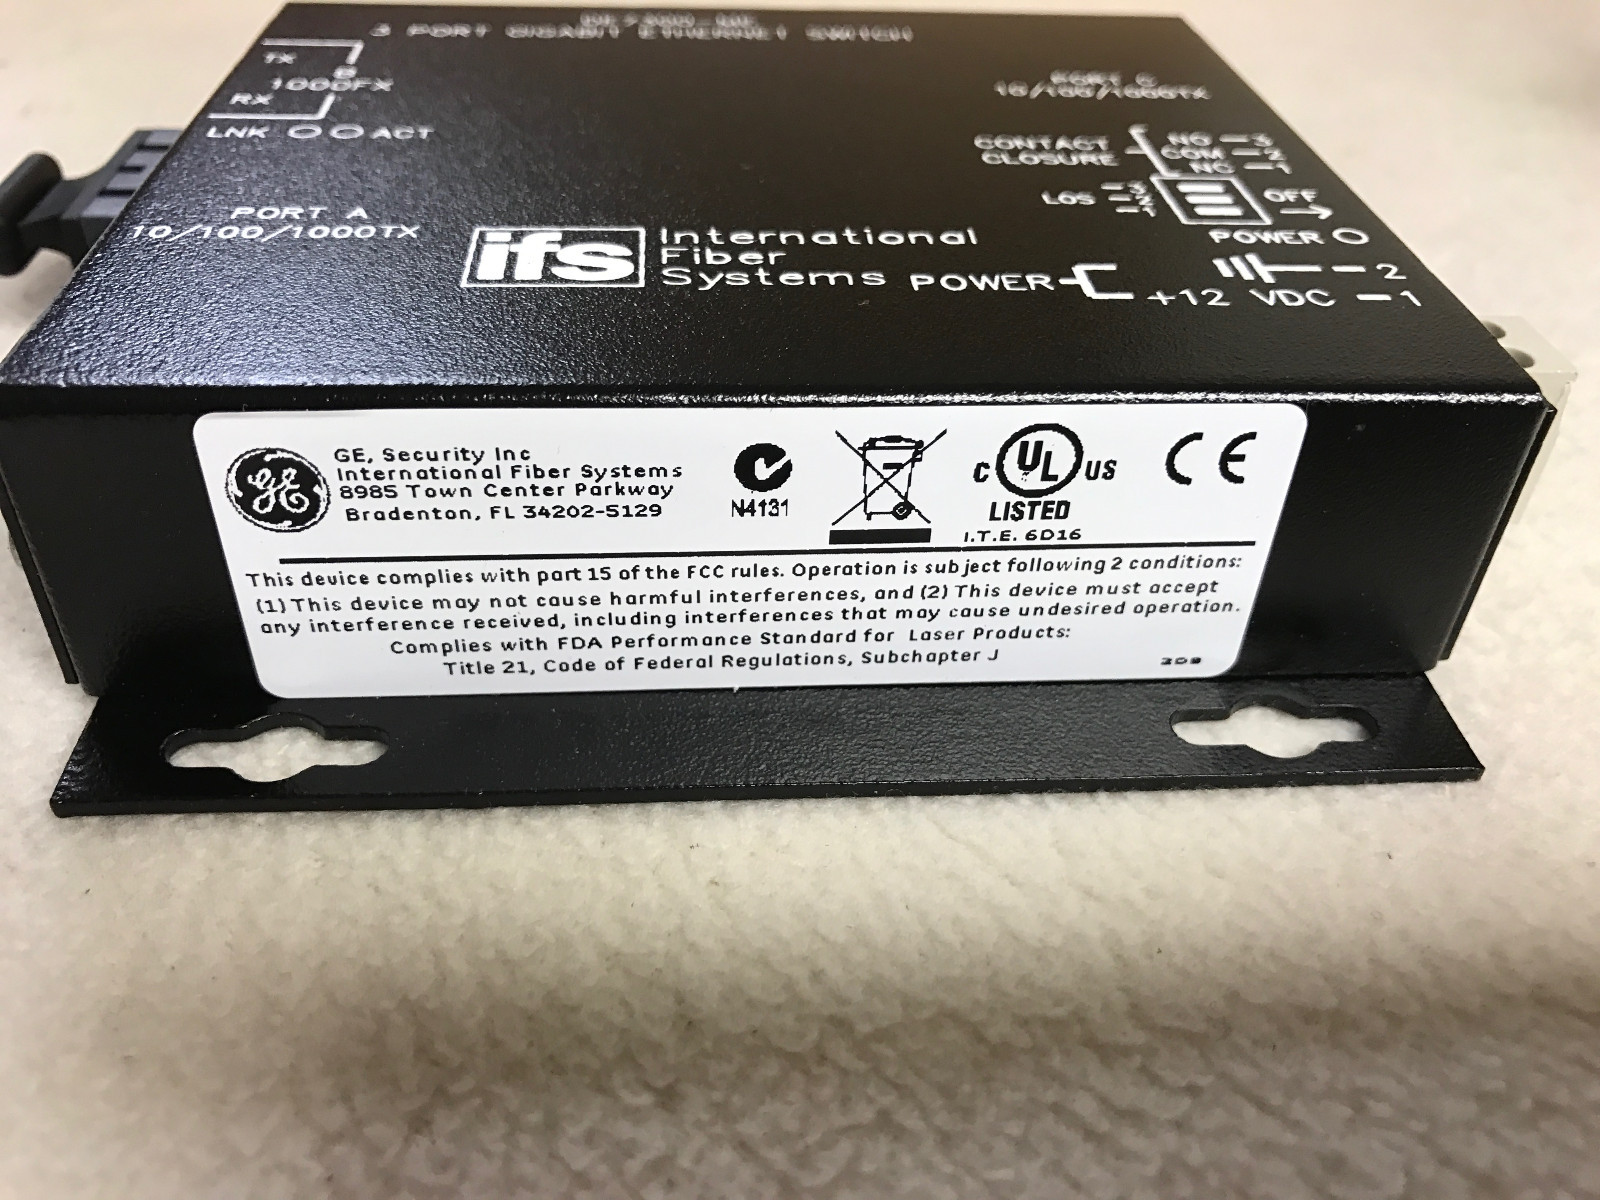 3 PORT GIGABIT ETHERNET SWITCH
TX
B
1000FX
RX
LNK ACT
PORT A
10/100/1000TX
PORT C
10/100/1000TX
CONTACT
CLOSURE
NO 3
COM 2
NC 1
LOS 3
2
1
OFF
POWER
ifs International
Fiber
Systems
POWER
2
+12 VDC 1
GE
GE, Security Inc
International Fiber Systems
8985 Town Center Parkway
Bradenton, FL 34202-5129
N4131
c UL US
LISTED
I.T.E. 6D16
CE
This device complies with part 15 of the FCC rules. Operation is subject following 2 conditions:
(1) This device may not cause harmful interferences, and (2) This device must accept
any interference received, including interferences that may cause undesired operation.
Complies with FDA Performance Standard for Laser Products:
Title 21, Code of Federal Regulations, Subchapter J